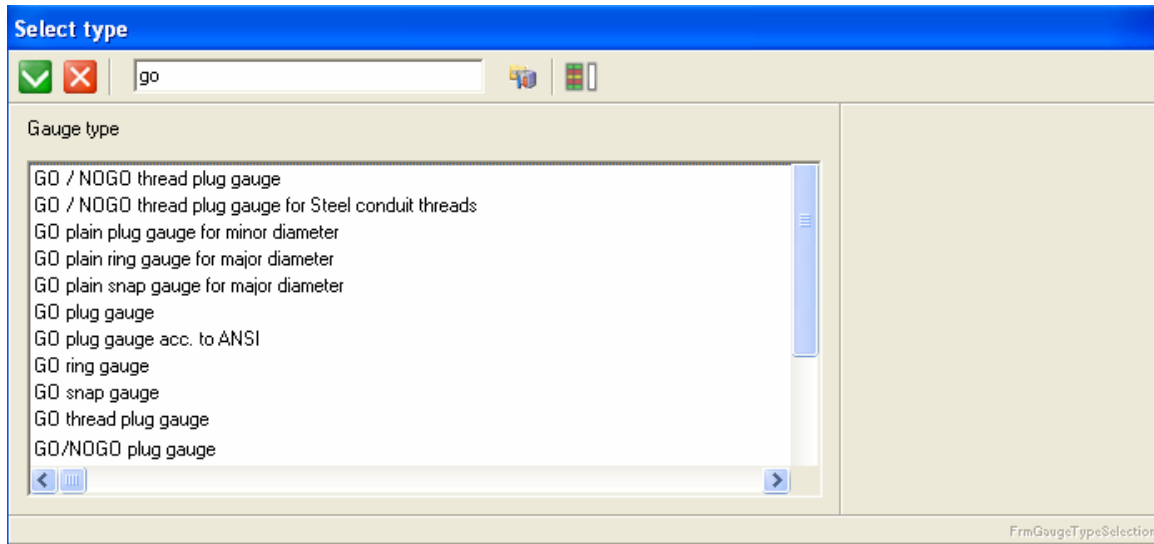 Select type
go
Gauge type
GO / NOGO thread plug gauge
GO / NOGO thread plug gauge for Steel conduit threads
GO plain plug gauge for minor diameter
GO plain ring gauge for major diameter
GO plain snap gauge for major diameter
GO plug gauge
GO plug gauge acc. to ANSI
GO ring gauge
GO snap gauge
GO thread plug gauge
GO/NOGO plug gauge
FrmGaugeTypeSelection